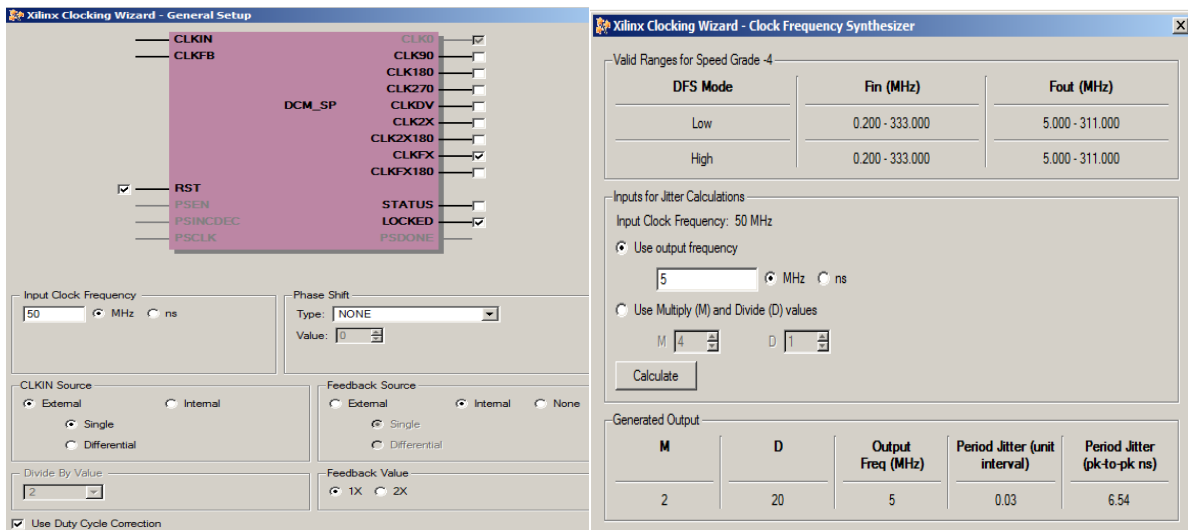 Xilinx Clocking Wizard - General Setup
CLKIN
CLKFB
RST
PSEN
PSINCDEC
PSCLK
DCM_SP
CLK0
CLK90
CLK180
CLK270
CLKDV
CLK2X
CLK2X180
CLKFX
CLKFX180
STATUS
LOCKED
PSDONE
Input Clock Frequency
50 MHz ns
Phase Shift
Type: NONE
Value: 0
CLKIN Source
External Internal
Single
Differential
Feedback Source
External Internal None
Single
Differential
Divide By Value
2
Feedback Value
1X 2X
Use Duty Cycle Correction
Xilinx Clocking Wizard - Clock Frequency Synthesizer
Valid Ranges for Speed Grade -4
DFS Mode Fin (MHz) Fout (MHz)
Low 0.200 - 333.000 5.000 - 311.000
High 0.200 - 333.000 5.000 - 311.000
Inputs for Jitter Calculations
Input Clock Frequency: 50 MHz
Use output frequency
5 MHz ns
Use Multiply (M) and Divide (D) values
M 4 D 1
Calculate
Generated Output
M D Output Period Jitter (unit Period Jitter
Freq (MHz) interval) (pk-to-pk ns)
2 20 5 0.03 6.54